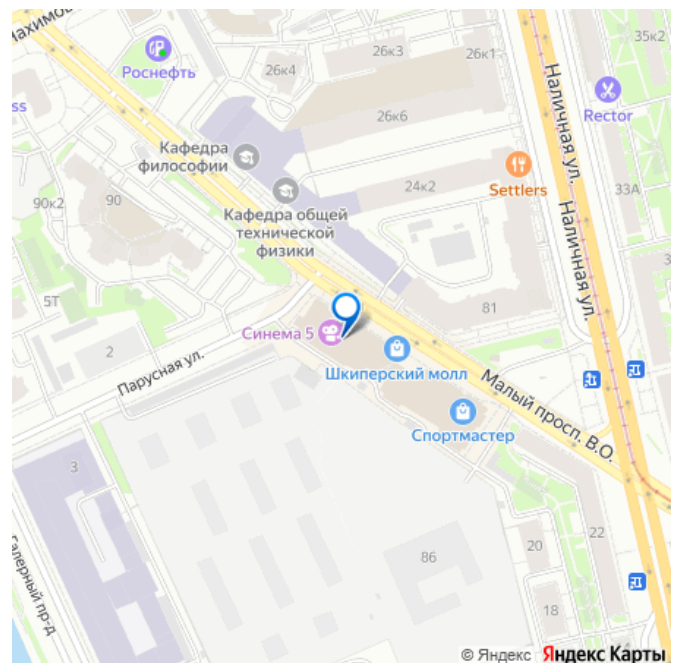 Нахимова
35к2
26к3
26к1
Роснефть
26к4
Наличная ул.
Rector
26к6
Кафедра
философии
Settlers
24к2
33А
90к2
90
Кафедра общей
технической
физики
Наличная ул.
5Т
81
Синема 5
2
Парусная ул.
Шкиперский молл
Малый просп. В.О.
Спортмастер
3
22
20
86
Галерный пр-д
18
© Яндекс Яндекс Карты